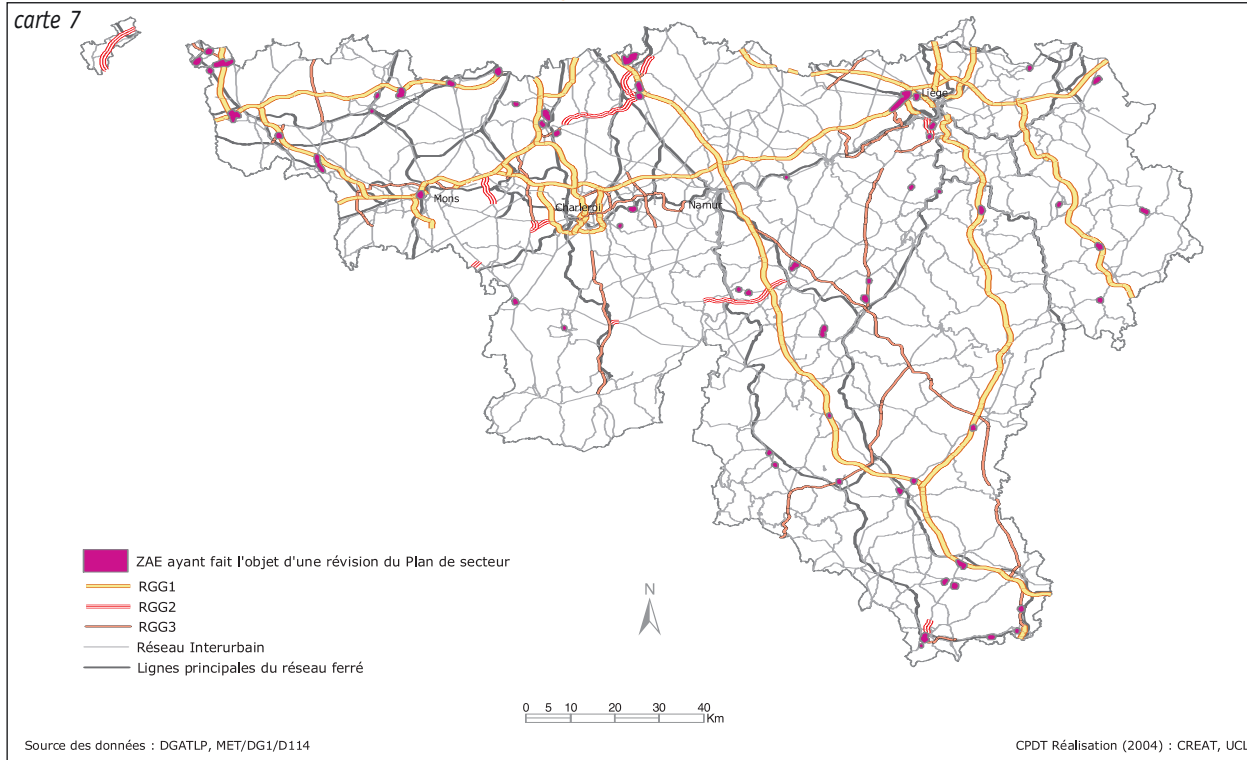 carte 7
Liège
Mons
Charleroi
Namur
ZAE ayant fait l'objet d'une révision du Plan de secteur
RGG1
RGG2
RGG3
Réseau Interurbain
Lignes principales du réseau ferré
N
0 5 10 20 30 40
Km
Source des données : DGATLP, MET/DG1/D114
CPDT Réalisation (2004) : CREAT, UCL